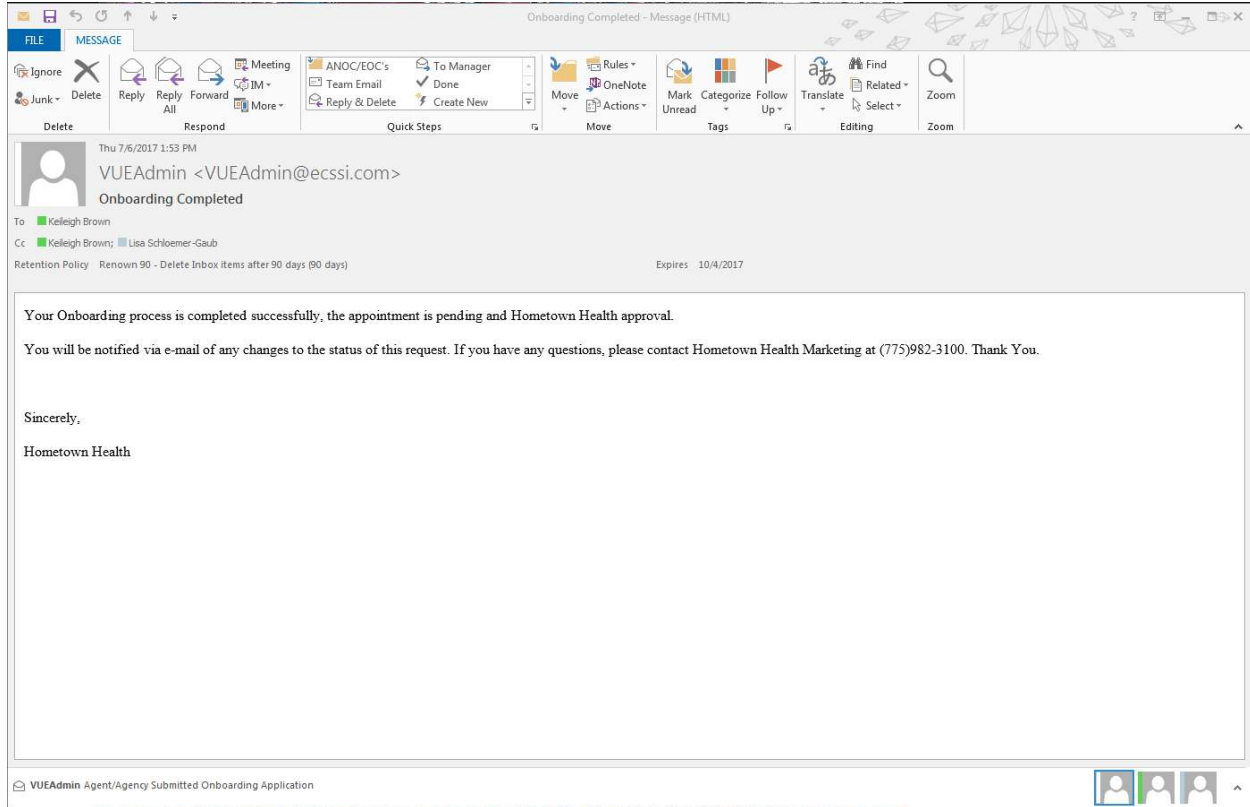 Onboarding Completed - Message (HTML)
FILE MESSAGE
Ignore
Junk
Delete
Delete
Reply
Reply All
Forward
Meeting
IM
More
Respond
ANOC/EOC's
Team Email
Reply & Delete
To Manager
Done
Create New
Quick Steps
Move
Rules
OneNote
Actions
Move
Mark Unread
Categorize
Follow Up
Tags
Translate
Find
Related
Select
Editing
Zoom
Zoom
Thu 7/6/2017 1:53 PM
VUEAdmin <VUEAdmin@ecssi.com>
Onboarding Completed
To Keileigh Brown
Cc Keileigh Brown; Lisa Schloemer-Gaub
Retention Policy Renown 90 - Delete Inbox items after 90 days (90 days) Expires 10/4/2017
Your Onboarding process is completed successfully, the appointment is pending and Hometown Health approval.
You will be notified via e-mail of any changes to the status of this request. If you have any questions, please contact Hometown Health Marketing at (775)982-3100. Thank You.
Sincerely,
Hometown Health
VUEAdmin Agent/Agency Submitted Onboarding Application